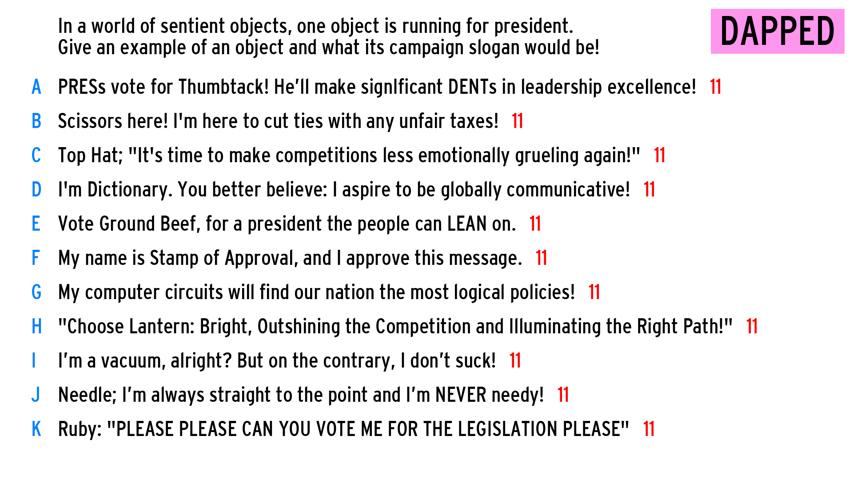 In a world of sentient objects, one object is running for president.
Give an example of an object and what its campaign slogan would be!
DAPPED
A PRESs vote for Thumbtack! He'll make signIficant DENTs in leadership excellence! 11
B Scissors here! I'm here to cut ties with any unfair taxes! 11
C Top Hat; "It's time to make competitions less emotionally grueling again!" 11
D I'm Dictionary. You better believe: I aspire to be globally communicative! 11
E Vote Ground Beef, for a president the people can LEAN on. 11
F My name is Stamp of Approval, and I approve this message. 11
G My computer circuits will find our nation the most logical policies! 11
H "Choose Lantern: Bright, Outshining the Competition and Illuminating the Right Path!" 11
I I'm a vacuum, alright? But on the contrary, I don't suck! 11
J Needle; I'm always straight to the point and I'm NEVER needy! 11
K Ruby: "PLEASE PLEASE CAN YOU VOTE ME FOR THE LEGISLATION PLEASE" 11